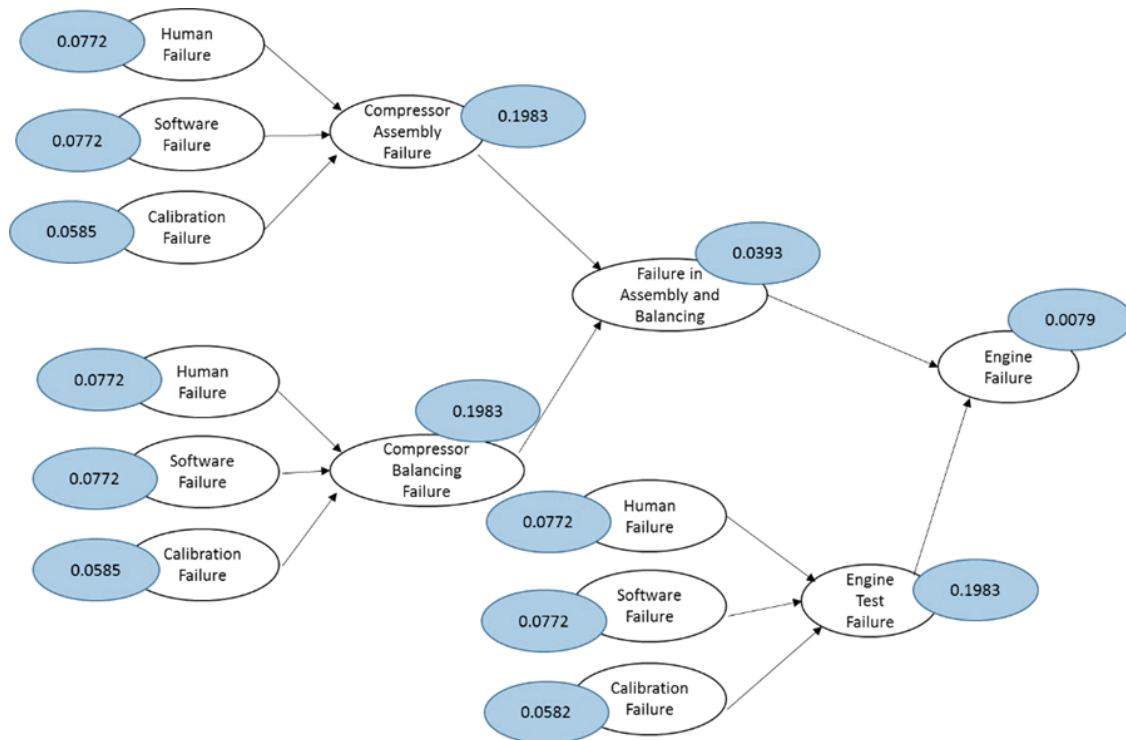 0.0772
Human
Failure
0.0772
Software
Failure
0.0585
Calibration
Failure
Compressor
Assembly
Failure
0.1983
Failure in
Assembly and
Balancing
0.0393
Engine
Failure
0.0079
0.0772
Human
Failure
0.0772
Software
Failure
0.0585
Calibration
Failure
Compressor
Balancing
Failure
0.1983
0.0772
Human
Failure
0.0772
Software
Failure
0.0582
Calibration
Failure
Engine
Test
Failure
0.1983